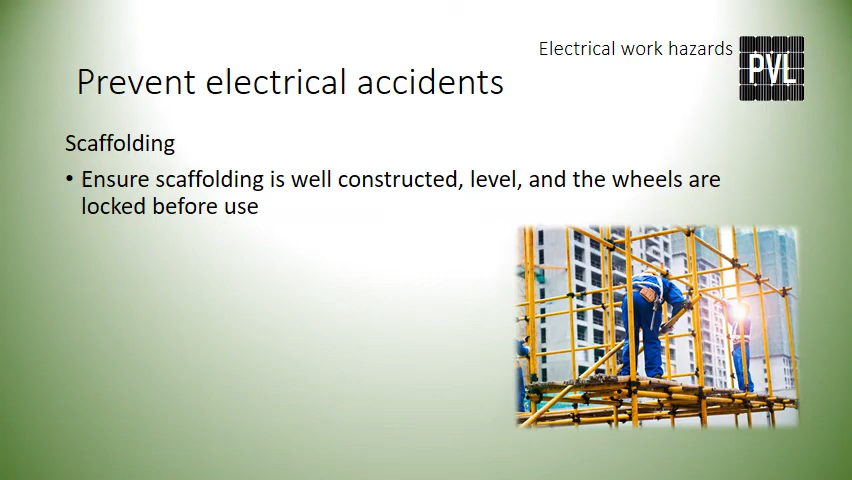 Electrical work hazards
PVL
Prevent electrical accidents
Scaffolding
• Ensure scaffolding is well constructed, level, and the wheels are
locked before use